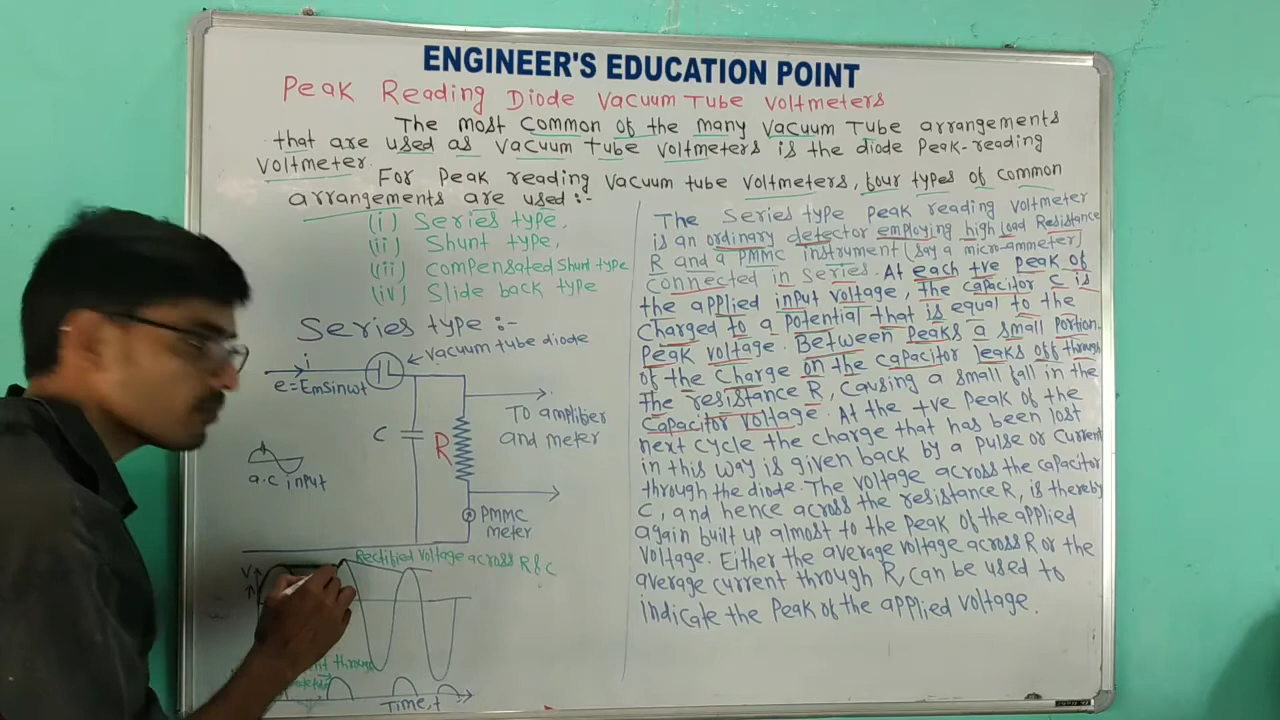 ENGINEER'S EDUCATION POINT
Peak Reading Diode Vacuum Tube Voltmeters
The most common of the many vacuum Tube arrangements
that are used as vacuum tube voltmeters is the diode Peak-reading
voltmeter.
For Peak reading vacuum tube voltmeters, four types of common
arrangements are used :-
(i) Series type,
(ii) Shunt type,
(iii) compensated Shunt type
(iv) Slide back type
Series type :-
i
Vacuum tube diode
e=Emsinwt
C
R
To amplifier
and meter
a.c input
PMMC
meter
Rectified voltage across R & C
V
through
Time, t
The series type Peak reading voltmeter
is an ordinary detector employing high load Resistance
R and a PMMC instrument (say a micro-ammeter)
connected in series. At each +ve peak of
the applied input voltage, the capacitor C is
charged to a potential that is equal to the
Peak voltage. Between Peaks a small portion
of the charge on the capacitor leaks off through
the resistance R, causing a small fall in the
capacitor voltage. At the +ve peak of the
next cycle the charge that has been lost
in this way is given back by a pulse or current
through the diode. The voltage across the capacitor
C, and hence across the resistance R, is thereby
again built up almost to the peak of the applied
voltage. Either the average voltage across R or the
average current through R, can be used to
indicate the Peak of the applied voltage.